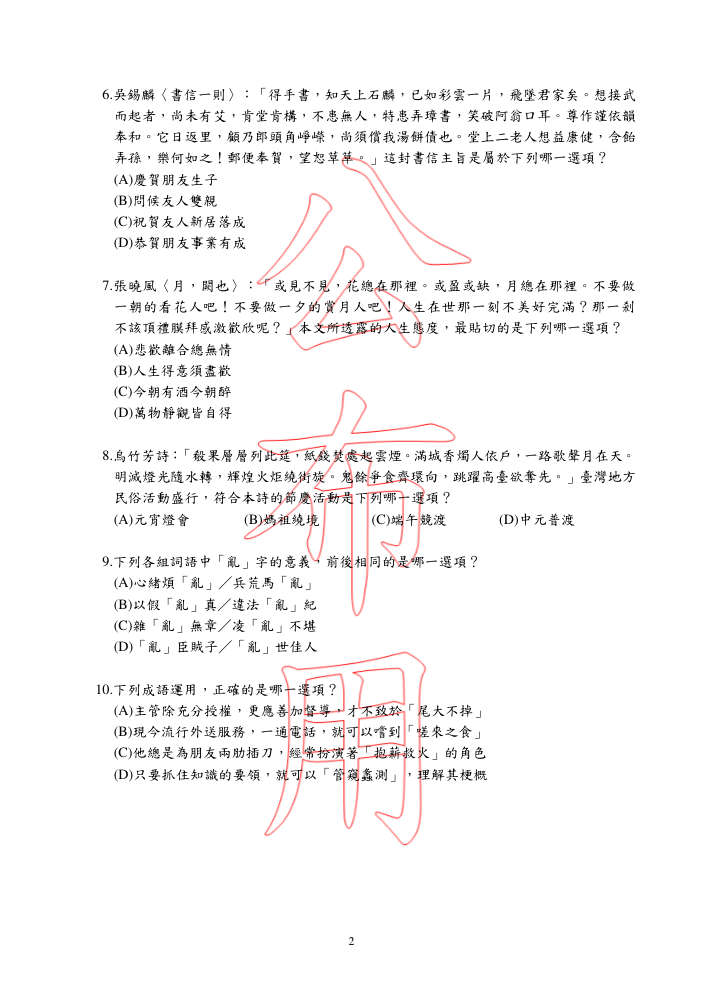 6.吳錫麟〈書信一則〉：「得手書，知天上石麟，已如彩雲一片，飛墜君家矣。想接武
而起者，尚未有艾，肯堂肯構，不患無人，特患弄璋書，笑破阿翁口耳。尊作謹依韻
奉和。它日返里，顧乃郎頭角崢嶸，尚須償我湯餅債也。堂上二老人想益康健，含飴
弄孫，樂何如之！郵便奉賀，望恕草草。」這封書信主旨是屬於下列哪一選項？
(A)慶賀朋友生子
(B)問候友人雙親
(C)祝賀友人新居落成
(D)恭賀朋友事業有成
7.張曉風〈月，闕也〉：「或見不見，花總在那裡。或盈或缺，月總在那裡。不要做
一朝的看花人吧！不要做一夕的賞月人吧！人生在世那一刻不美好完滿？那一剎
不該頂禮膜拜感激歡欣呢？」本文所透露的人生態度，最貼切的是下列哪一選項？
(A)悲歡離合總無情
(B)人生得意須盡歡
(C)今朝有酒今朝醉
(D)萬物靜觀皆自得
8.烏竹芳詩：「殽果層層列此筵，紙錢焚處起雲煙。滿城香燭人依戶，一路歌聲月在天。
明滅燈光隨水轉，輝煌火炬繞街旋。鬼餘爭食齊環向，跳躍高臺欲奪先。」臺灣地方
民俗活動盛行，符合本詩的節慶活動是下列哪一選項？
(A)元宵燈會 (B)媽祖繞境 (C)端午競渡 (D)中元普渡
9.下列各組詞語中「亂」字的意義，前後相同的是哪一選項？
(A)心緒煩「亂」／兵荒馬「亂」
(B)以假「亂」真／違法「亂」紀
(C)雜「亂」無章／凌「亂」不堪
(D)「亂」臣賊子／「亂」世佳人
10.下列成語運用，正確的是哪一選項？
(A)主管除充分授權，更應善加督導，才不致於「尾大不掉」
(B)現今流行外送服務，一通電話，就可以嚐到「嗟來之食」
(C)他總是為朋友兩肋插刀，經常扮演著「抱薪救火」的角色
(D)只要抓住知識的要領，就可以「管窺蠡測」，理解其梗概
公布用
2